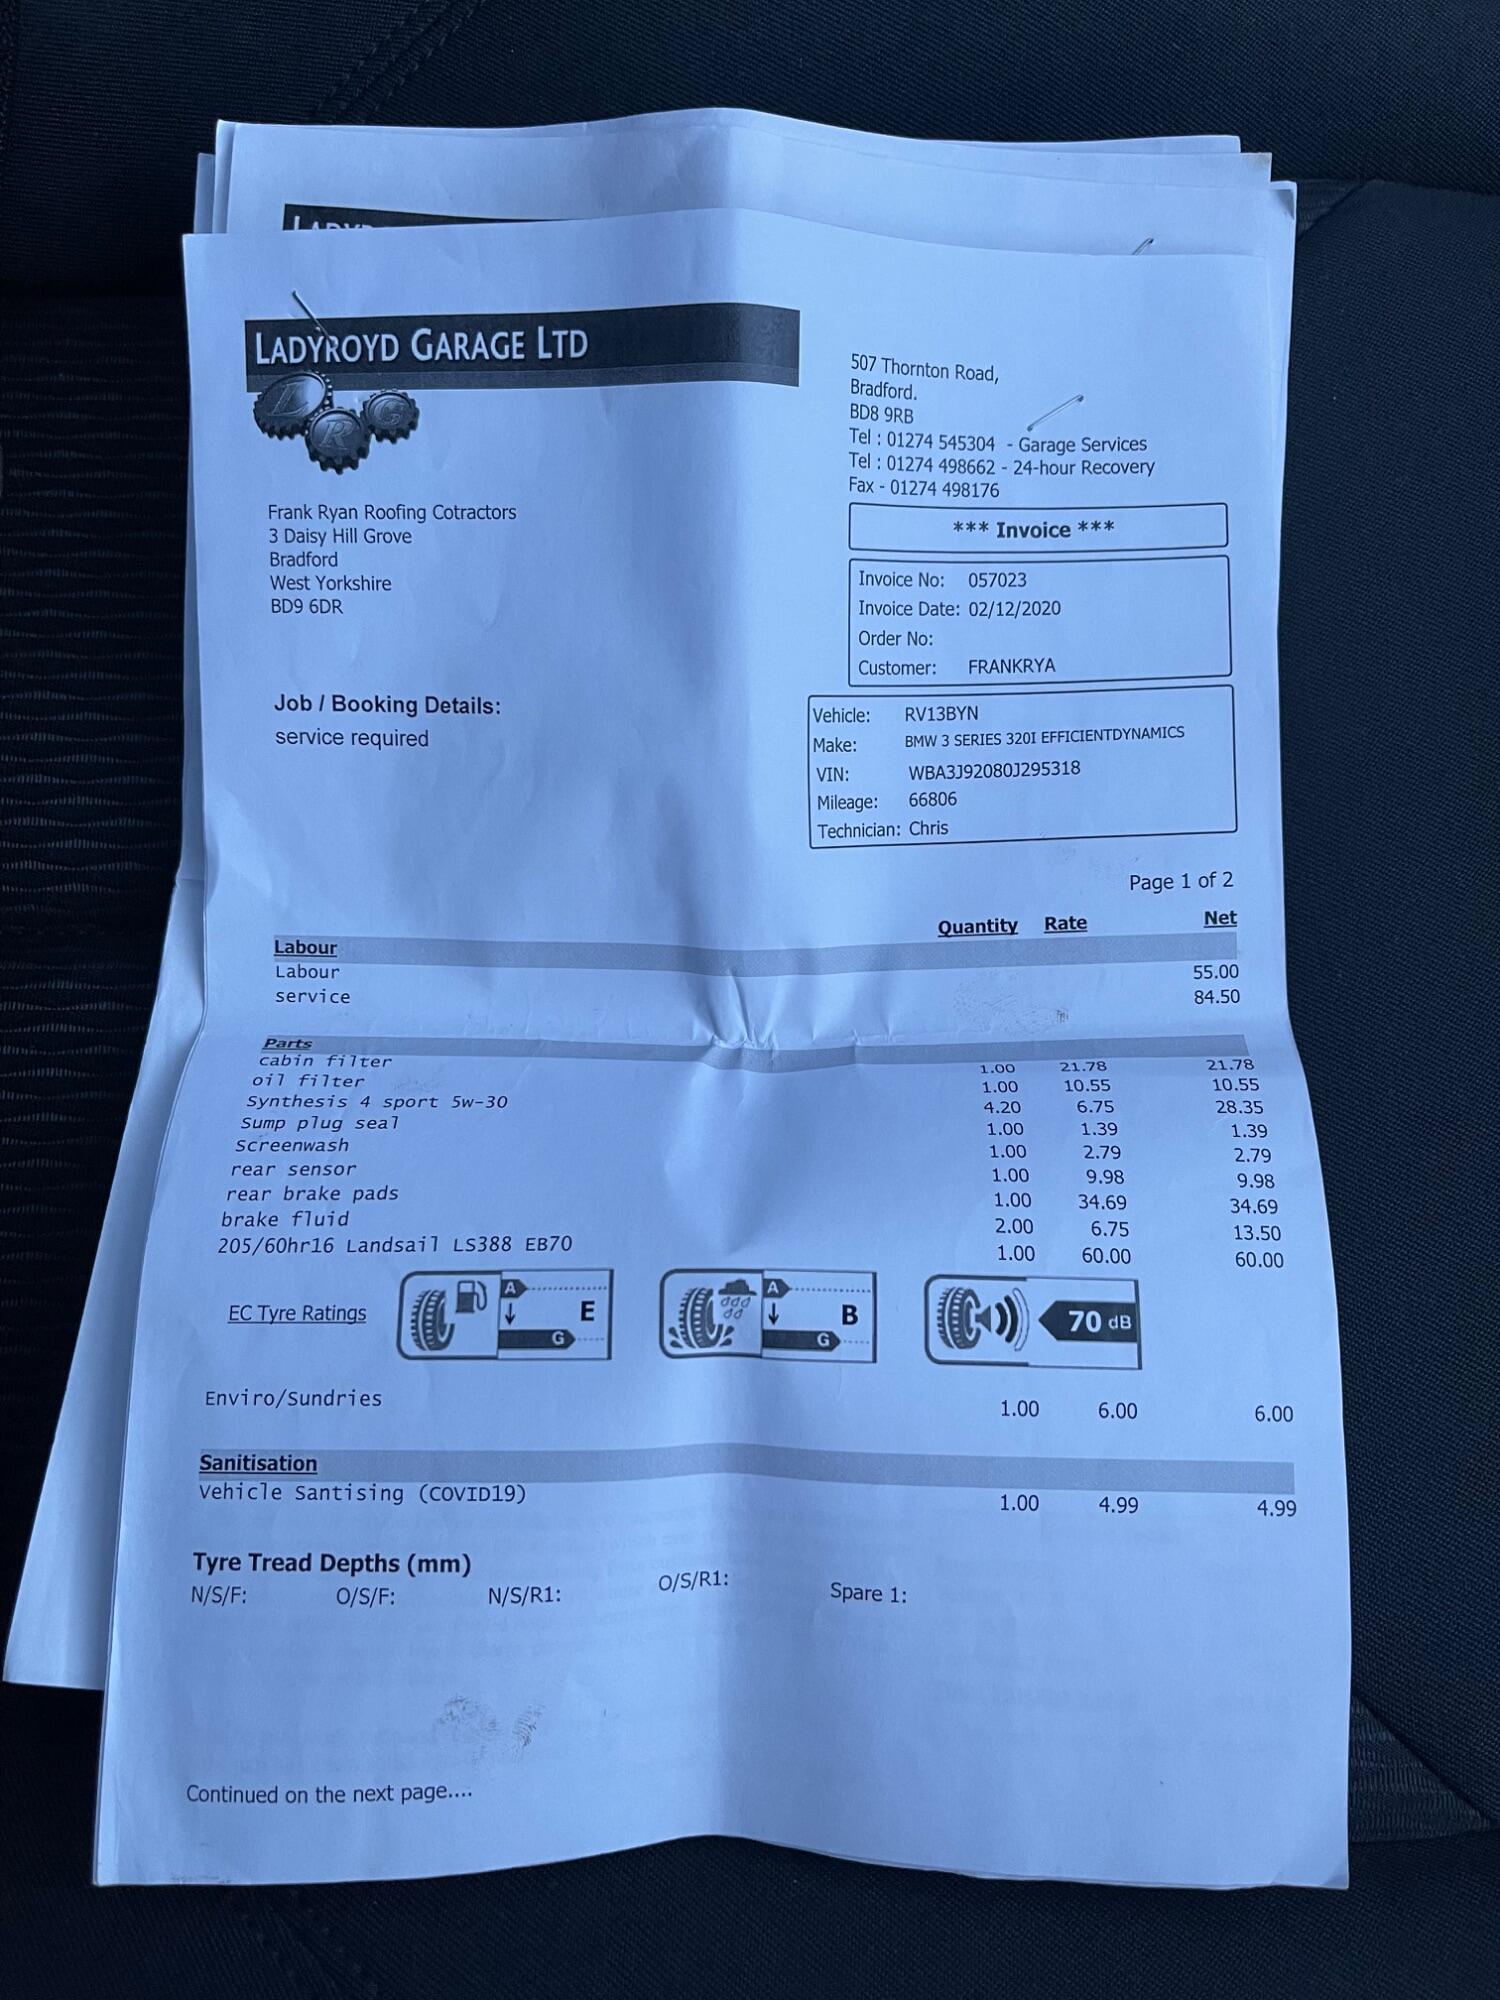 LADYROYD GARAGE LTD
L R G
507 Thornton Road,
Bradford.
BD8 9RB
Tel : 01274 545304 - Garage Services
Tel : 01274 498662 - 24-hour Recovery
Fax - 01274 498176
Frank Ryan Roofing Cotractors
3 Daisy Hill Grove
Bradford
West Yorkshire
BD9 6DR
*** Invoice ***
Invoice No: 057023
Invoice Date: 02/12/2020
Order No:
Customer: FRANKRYA
Job / Booking Details:
service required
Vehicle: RV13BYN
Make: BMW 3 SERIES 320I EFFICIENTDYNAMICS
VIN: WBA3J92080J295318
Mileage: 66806
Technician: Chris
Page 1 of 2
Quantity Rate Net
Labour
Labour 55.00
service 84.50
Parts
cabin filter 1.00 21.78 21.78
oil filter 1.00 10.55 10.55
Synthesis 4 sport 5w-30 4.20 6.75 28.35
Sump plug seal 1.00 1.39 1.39
Screenwash 1.00 2.79 2.79
rear sensor 1.00 9.98 9.98
rear brake pads 1.00 34.69 34.69
brake fluid 2.00 6.75 13.50
205/60hr16 Landsail LS388 EB70 1.00 60.00 60.00
EC Tyre Ratings A G E A G B 70 dB
Enviro/Sundries 1.00 6.00 6.00
Sanitisation
Vehicle Santising (COVID19) 1.00 4.99 4.99
Tyre Tread Depths (mm)
N/S/F: O/S/F: N/S/R1: O/S/R1: Spare 1:
Continued on the next page....